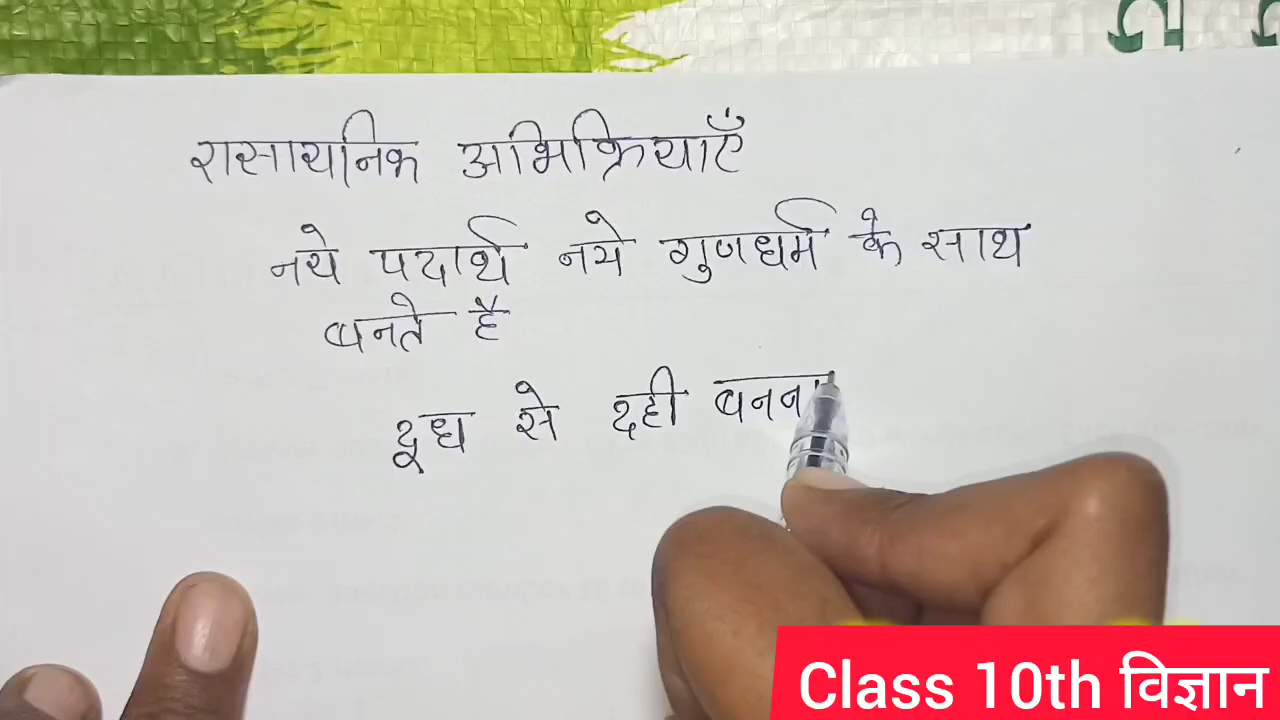 रासायनिक अभिक्रियाएँ
नये पदार्थ नये गुणधर्म के साथ
बनते है
दूध से दही बनना
Class 10th विज्ञान